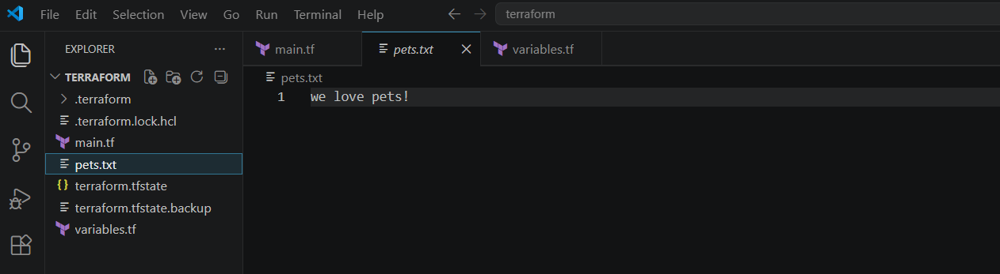 File Edit Selection View Go Run Terminal Help terraform
EXPLORER ···
main.tf pets.txt variables.tf
TERRAFORM
.terraform
.terraform.lock.hcl
main.tf
pets.txt
terraform.tfstate
terraform.tfstate.backup
variables.tf
pets.txt
1 we love pets!